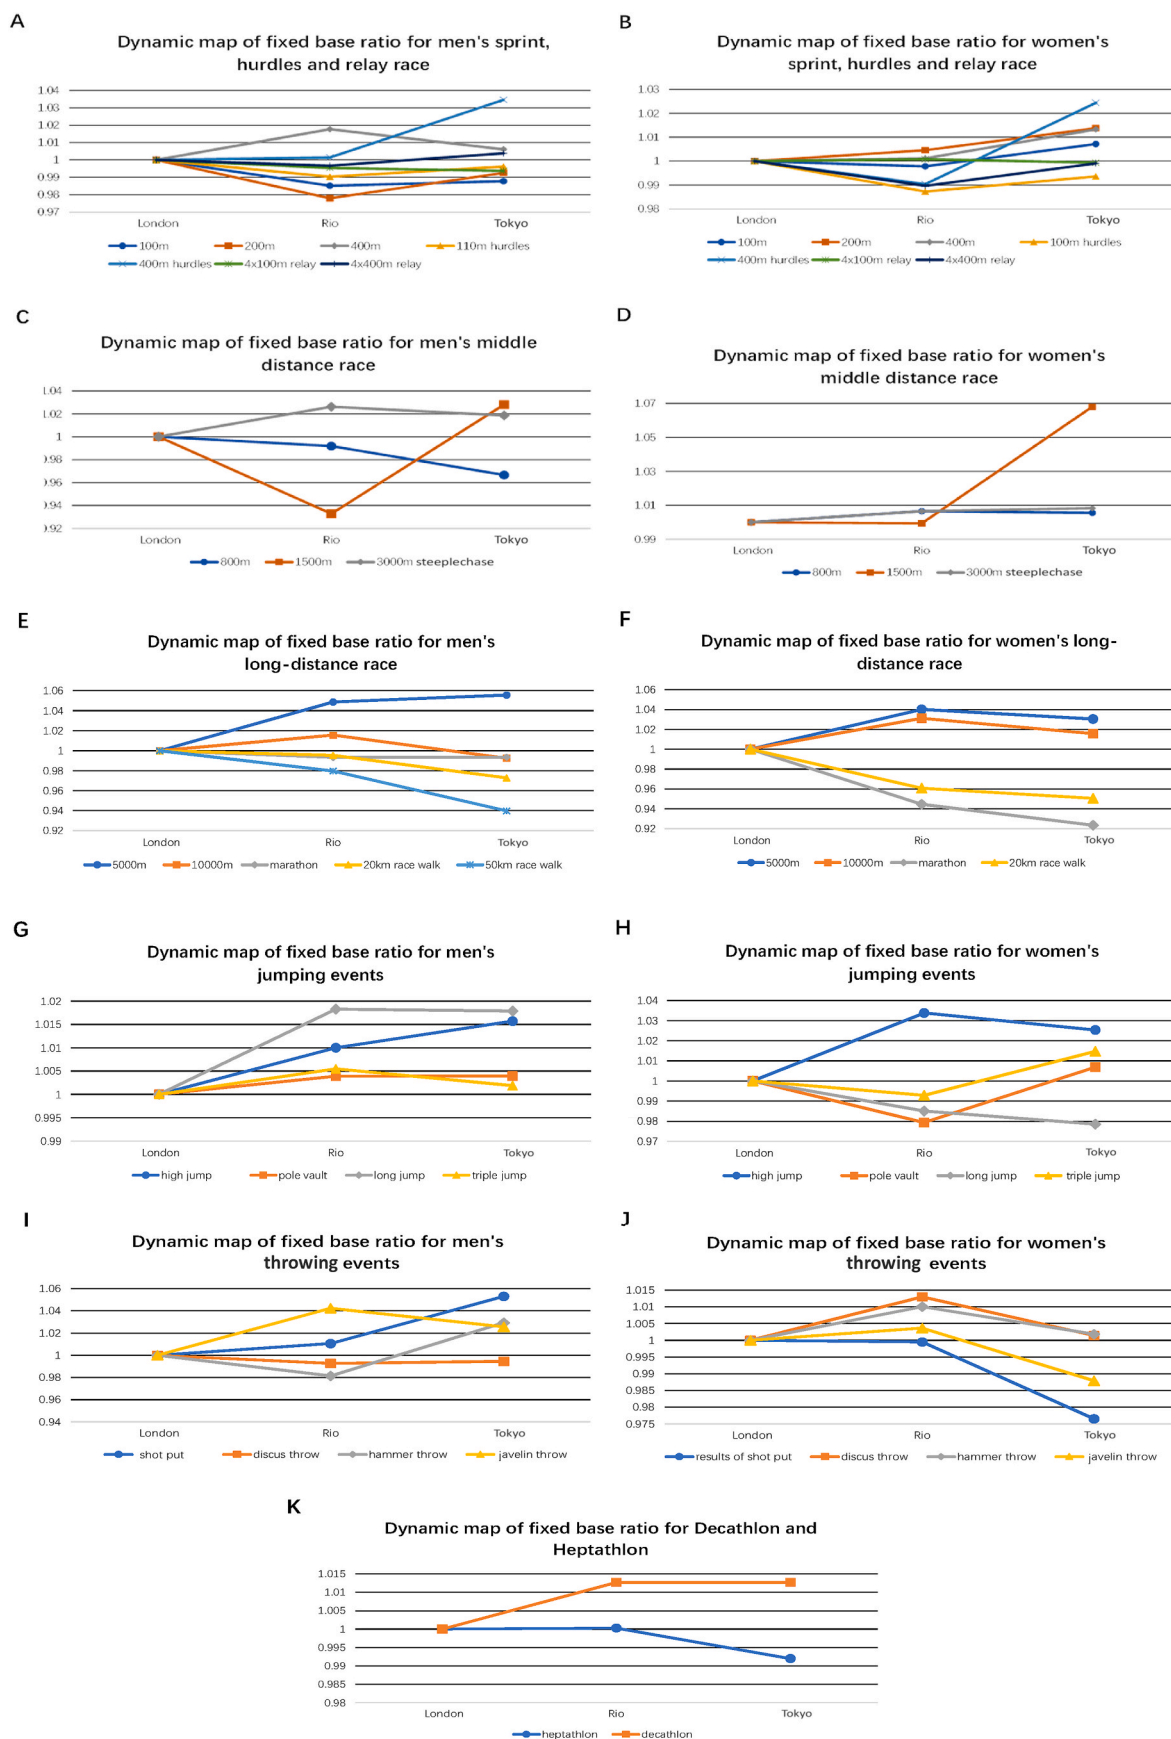 A
Dynamic map of fixed base ratio for men's sprint,
hurdles and relay race
1.04
1.03
1.02
1.01
1
0.99
0.98
0.97
London Rio Tokyo
100m 200m 400m 110m hurdles
400m hurdles 4x100m relay 4x400m relay
B
Dynamic map of fixed base ratio for women's
sprint, hurdles and relay race
1.03
1.02
1.01
1
0.99
0.98
London Rio Tokyo
100m 200m 400m 100m hurdles
400m hurdles 4x100m relay 4x400m relay
C
Dynamic map of fixed base ratio for men's middle
distance race
1.04
1.02
1
0.98
0.96
0.94
0.92
London Rio Tokyo
800m 1500m 3000m steeplechase
D
Dynamic map of fixed base ratio for women's
middle distance race
1.07
1.05
1.03
1.01
0.99
London Rio Tokyo
800m 1500m 3000m steeplechase
E
Dynamic map of fixed base ratio for men's
long-distance race
1.06
1.04
1.02
1
0.98
0.96
0.94
0.92
London Rio Tokyo
5000m 10000m marathon 20km race walk 50km race walk
F
Dynamic map of fixed base ratio for women's long-
distance race
1.06
1.04
1.02
1
0.98
0.96
0.94
0.92
London Rio Tokyo
5000m 10000m marathon 20km race walk
G
Dynamic map of fixed base ratio for men's
jumping events
1.02
1.015
1.01
1.005
1
0.995
0.99
London Rio Tokyo
high jump pole vault long jump triple jump
H
Dynamic map of fixed base ratio for women's
jumping events
1.04
1.03
1.02
1.01
1
0.99
0.98
0.97
London Rio Tokyo
high jump pole vault long jump triple jump
I
Dynamic map of fixed base ratio for men's
throwing events
1.06
1.04
1.02
1
0.98
0.96
0.94
London Rio Tokyo
shot put discus throw hammer throw javelin throw
J
Dynamic map of fixed base ratio for women's
throwing events
1.015
1.01
1.005
1
0.995
0.99
0.985
0.98
0.975
London Rio Tokyo
results of shot put discus throw hammer throw javelin throw
K
Dynamic map of fixed base ratio for Decathlon and
Heptathlon
1.015
1.01
1.005
1
0.995
0.99
0.985
0.98
London Rio Tokyo
heptathlon decathlon